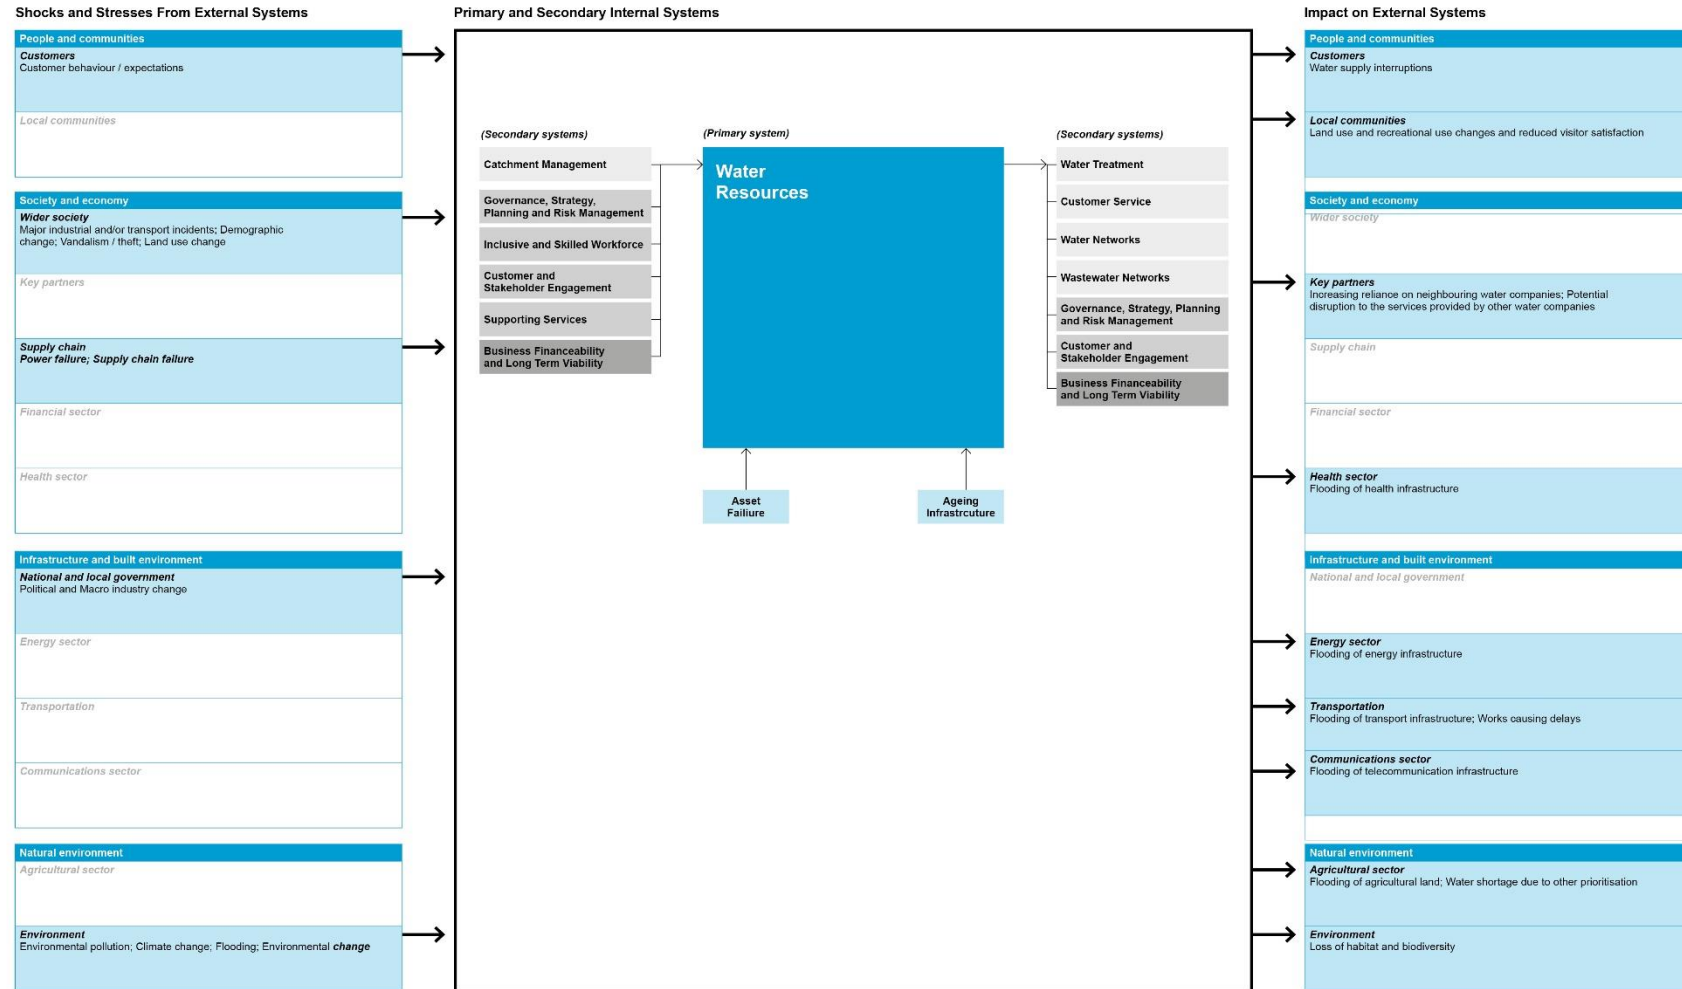 Shocks and Stresses From External Systems
People and communities
Customers
Customer behaviour / expectations
Local communities
Society and economy
Wider society
Major industrial and/or transport incidents; Demographic
change; Vandalism / theft; Land use change
Key partners
Supply chain
Power failure; Supply chain failure
Financial sector
Health sector
Infrastructure and built environment
National and local government
Political and Macro industry change
Energy sector
Transportation
Communications sector
Natural environment
Agricultural sector
Environment
Environmental pollution; Climate change; Flooding; Environmental change
Primary and Secondary Internal Systems
(Secondary systems)
Catchment Management
Governance, Strategy,
Planning and Risk Management
Inclusive and Skilled Workforce
Customer and
Stakeholder Engagement
Supporting Services
Business Financeability
and Long Term Viability
(Primary system)
Water
Resources
Asset
Failiure
Ageing
Infrastrcuture
(Secondary systems)
Water Treatment
Customer Service
Water Networks
Wastewater Networks
Governance, Strategy, Planning
and Risk Management
Customer and
Stakeholder Engagement
Business Financeability
and Long Term Viability
Impact on External Systems
People and communities
Customers
Water supply interruptions
Local communities
Land use and recreational use changes and reduced visitor satisfaction
Society and economy
Wider society
Key partners
Increasing reliance on neighbouring water companies; Potential
disruption to the services provided by other water companies
Supply chain
Financial sector
Health sector
Flooding of health infrastructure
Infrastructure and built environment
National and local government
Energy sector
Flooding of energy infrastructure
Transportation
Flooding of transport infrastructure; Works causing delays
Communications sector
Flooding of telecommunication infrastructure
Natural environment
Agricultural sector
Flooding of agricultural land; Water shortage due to other prioritisation
Environment
Loss of habitat and biodiversity